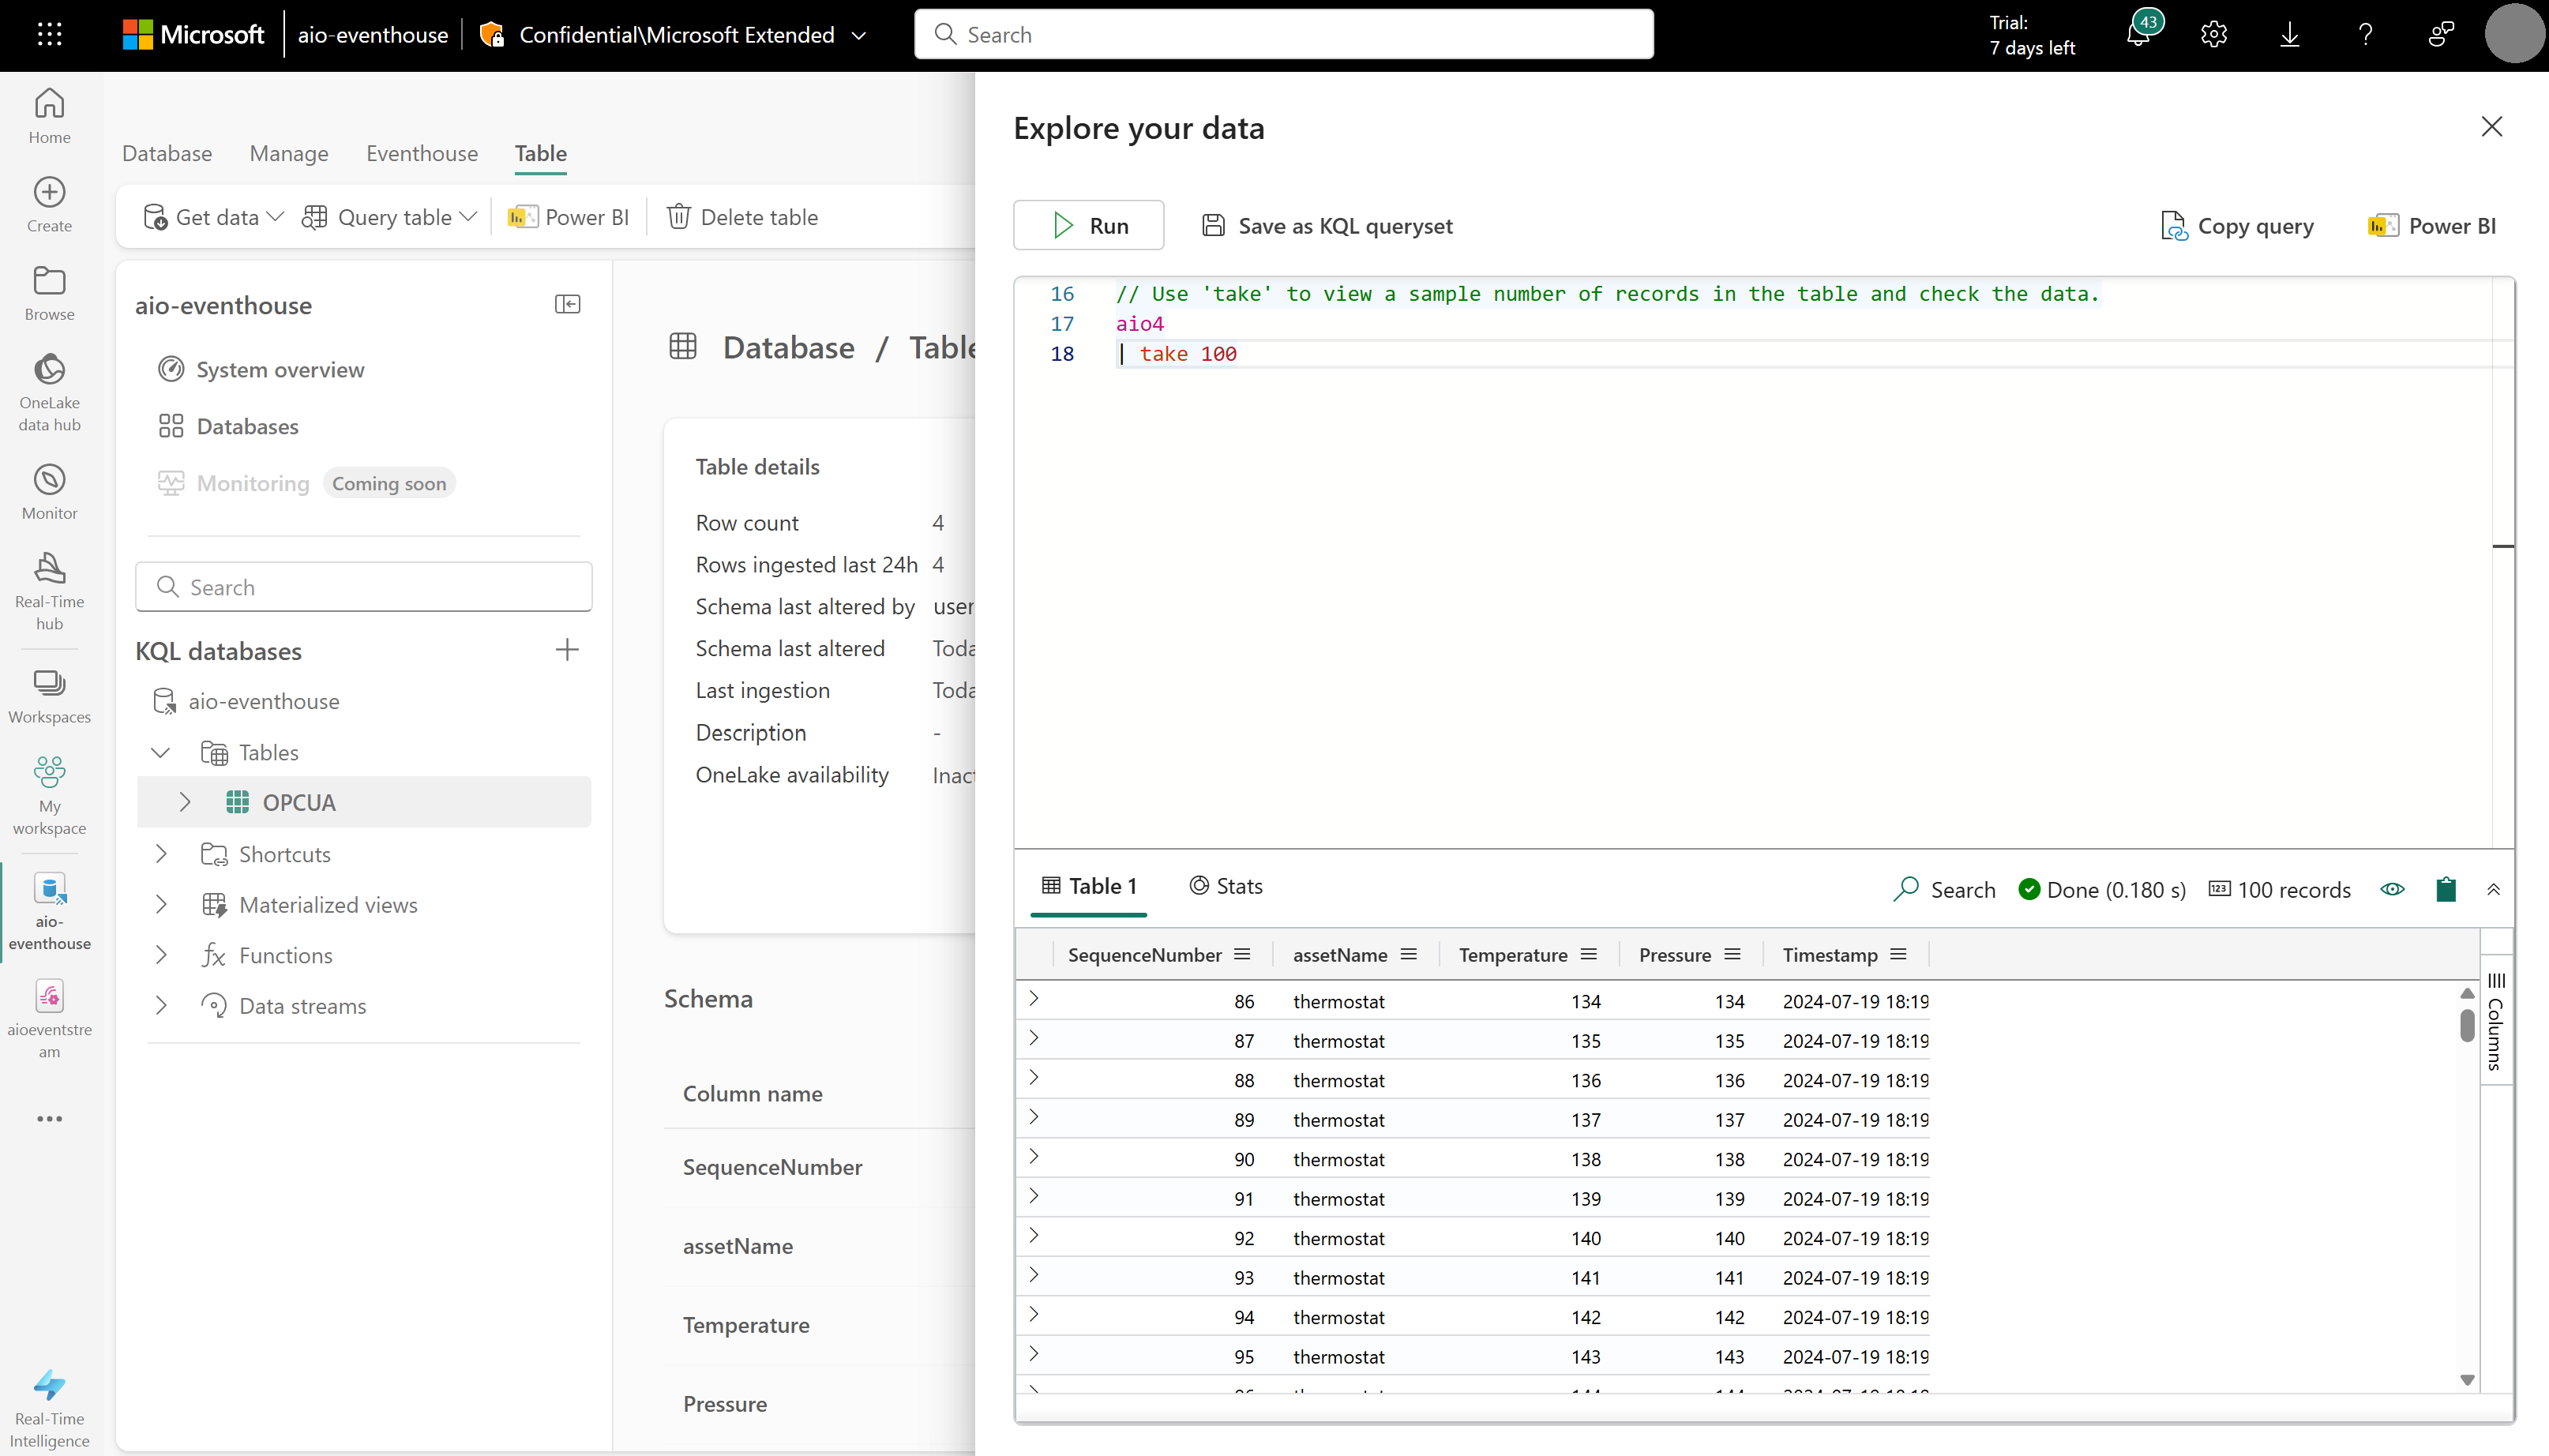 Microsoft
aio-eventhouse
Confidential\Microsoft Extended
Search
Trial:
7 days left
43
Home
Create
Browse
OneLake
data hub
Monitor
Real-Time
hub
Workspaces
My
workspace
aio-
eventhouse
aioeventstre
am
Real-Time
Intelligence
Database
Manage
Eventhouse
Table
Get data
Query table
Power BI
Delete table
aio-eventhouse
System overview
Databases
Monitoring
Coming soon
Search
KQL databases
aio-eventhouse
Tables
OPCUA
Shortcuts
Materialized views
Functions
Data streams
Database / Table
Table details
Row count 4
Rows ingested last 24h 4
Schema last altered by user
Schema last altered Toda
Last ingestion Toda
Description -
OneLake availability Inac
Schema
Column name
SequenceNumber
assetName
Temperature
Pressure
Explore your data
Run
Save as KQL queryset
Copy query
Power BI
16 // Use 'take' to view a sample number of records in the table and check the data.
17 aio4
18 | take 100
Table 1
Stats
Search
Done (0.180 s)
123 100 records
SequenceNumber assetName Temperature Pressure Timestamp
86 thermostat 134 134 2024-07-19 18:19
87 thermostat 135 135 2024-07-19 18:19
88 thermostat 136 136 2024-07-19 18:19
89 thermostat 137 137 2024-07-19 18:19
90 thermostat 138 138 2024-07-19 18:19
91 thermostat 139 139 2024-07-19 18:19
92 thermostat 140 140 2024-07-19 18:19
93 thermostat 141 141 2024-07-19 18:19
94 thermostat 142 142 2024-07-19 18:19
95 thermostat 143 143 2024-07-19 18:19
Columns